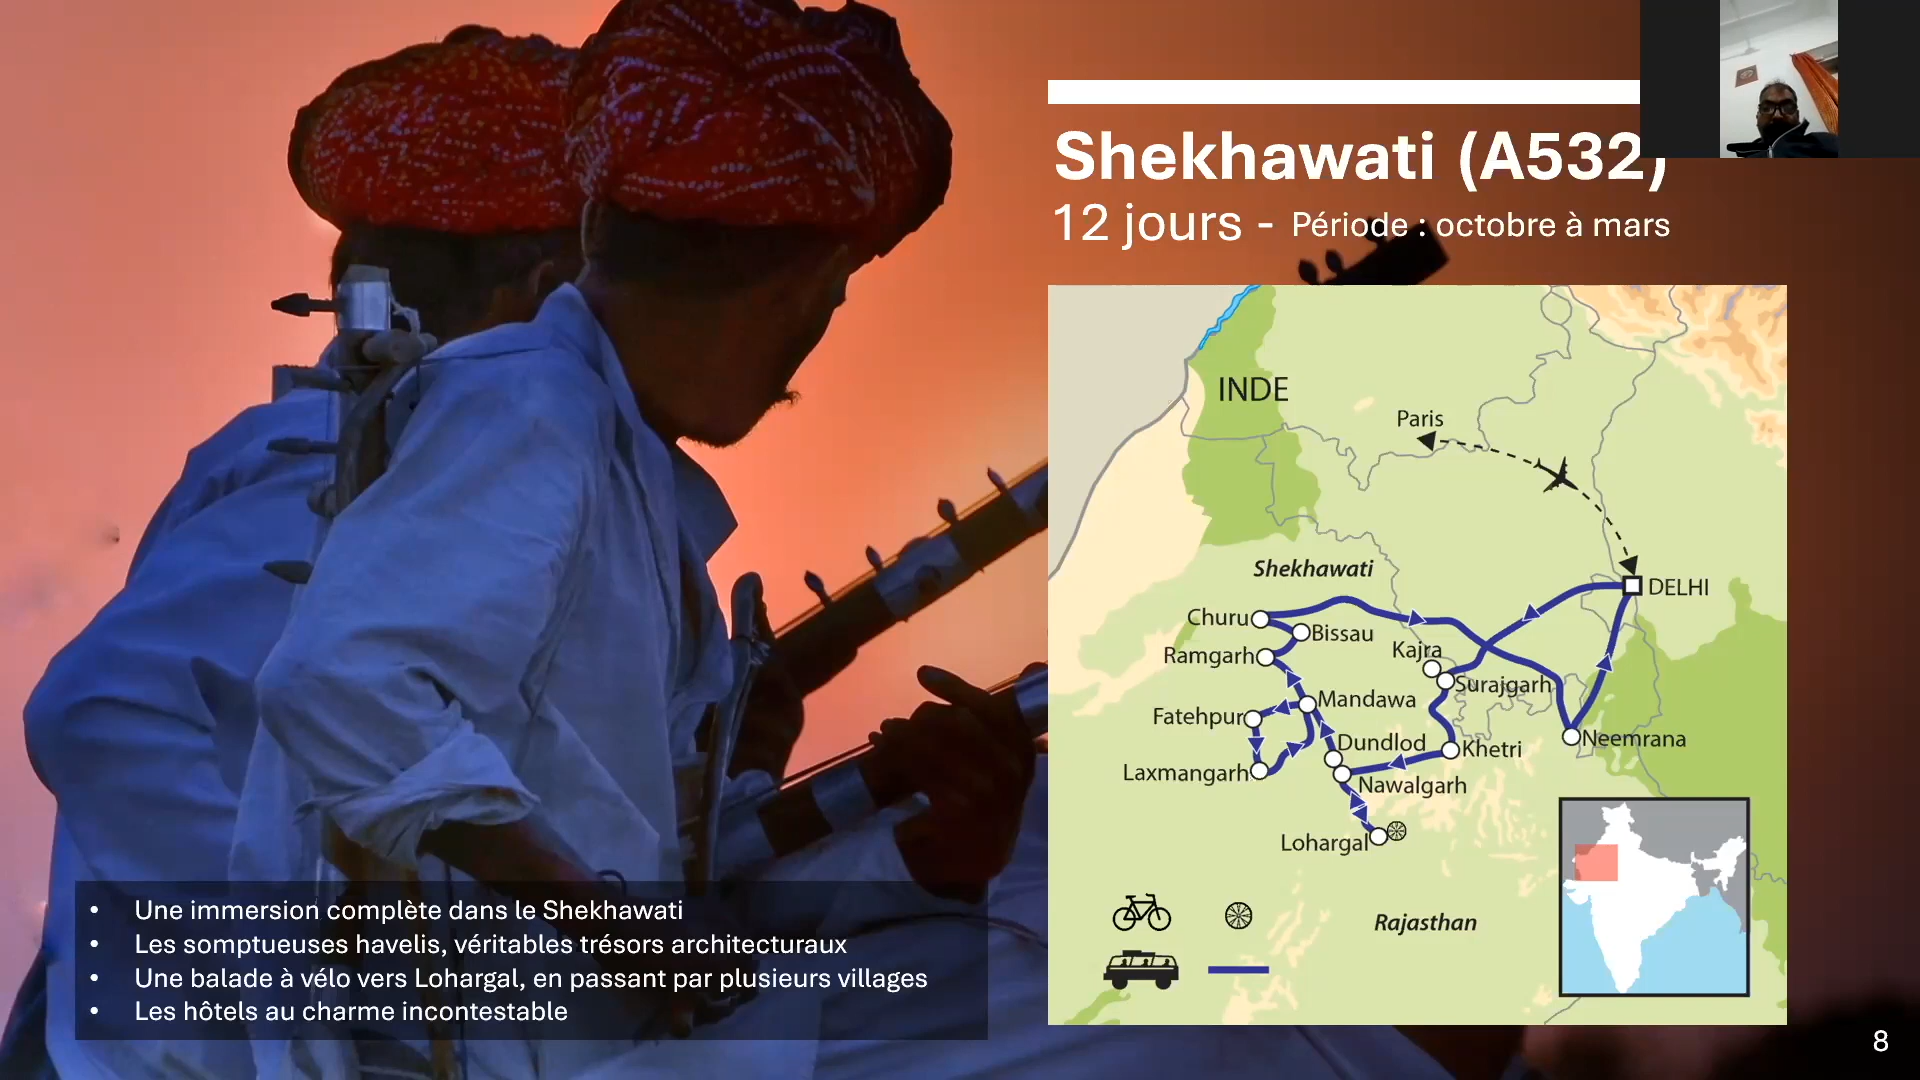 Shekhawati (A532)
12 jours - Période : octobre à mars
INDE
Paris
Shekhawati
DELHI
Churu
Bissau
Kajra
Ramgarh
Surajgarh
Mandawa
Fatehpur
Neemrana
Dundlod
Khetri
Laxmangarh
Nawalgarh
Lohargal
Rajasthan
• Une immersion complète dans le Shekhawati
• Les somptueuses havelis, véritables trésors architecturaux
• Une balade à vélo vers Lohargal, en passant par plusieurs villages
• Les hôtels au charme incontestable
8